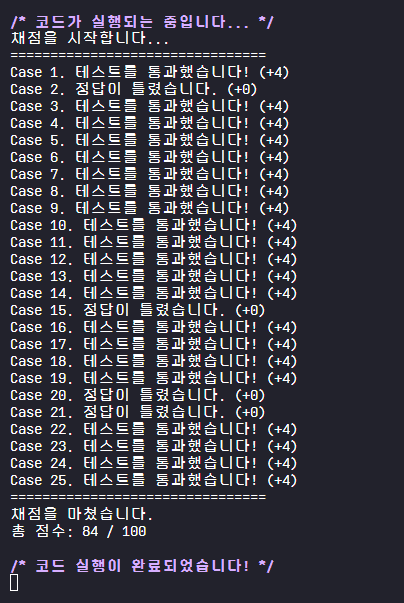 /* 코드가 실행되는 중입니다... */
채점을 시작합니다...
================================
Case 1. 테스트를 통과했습니다! (+4)
Case 2. 정답이 틀렸습니다. (+0)
Case 3. 테스트를 통과했습니다! (+4)
Case 4. 테스트를 통과했습니다! (+4)
Case 5. 테스트를 통과했습니다! (+4)
Case 6. 테스트를 통과했습니다! (+4)
Case 7. 테스트를 통과했습니다! (+4)
Case 8. 테스트를 통과했습니다! (+4)
Case 9. 테스트를 통과했습니다! (+4)
Case 10. 테스트를 통과했습니다! (+4)
Case 11. 테스트를 통과했습니다! (+4)
Case 12. 테스트를 통과했습니다! (+4)
Case 13. 테스트를 통과했습니다! (+4)
Case 14. 테스트를 통과했습니다! (+4)
Case 15. 정답이 틀렸습니다. (+0)
Case 16. 테스트를 통과했습니다! (+4)
Case 17. 테스트를 통과했습니다! (+4)
Case 18. 테스트를 통과했습니다! (+4)
Case 19. 테스트를 통과했습니다! (+4)
Case 20. 정답이 틀렸습니다. (+0)
Case 21. 정답이 틀렸습니다. (+0)
Case 22. 테스트를 통과했습니다! (+4)
Case 23. 테스트를 통과했습니다! (+4)
Case 24. 테스트를 통과했습니다! (+4)
Case 25. 테스트를 통과했습니다! (+4)
================================
채점을 마쳤습니다.
총 점수: 84 / 100
/* 코드 실행이 완료되었습니다! */